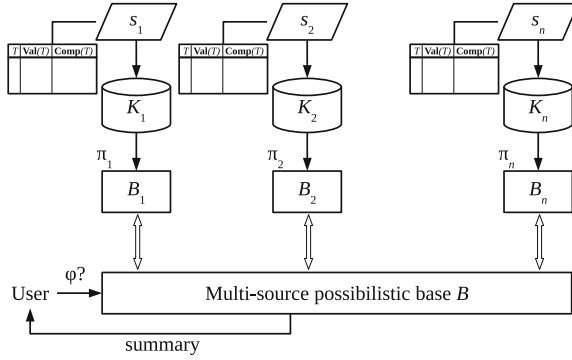 s1 s2 sn
T Val(T) Comp(T) T Val(T) Comp(T) T Val(T) Comp(T)
K1 K2 Kn
π1 π2 πn
B1 B2 Bn
φ?
User Multi-source possibilistic base B
summary